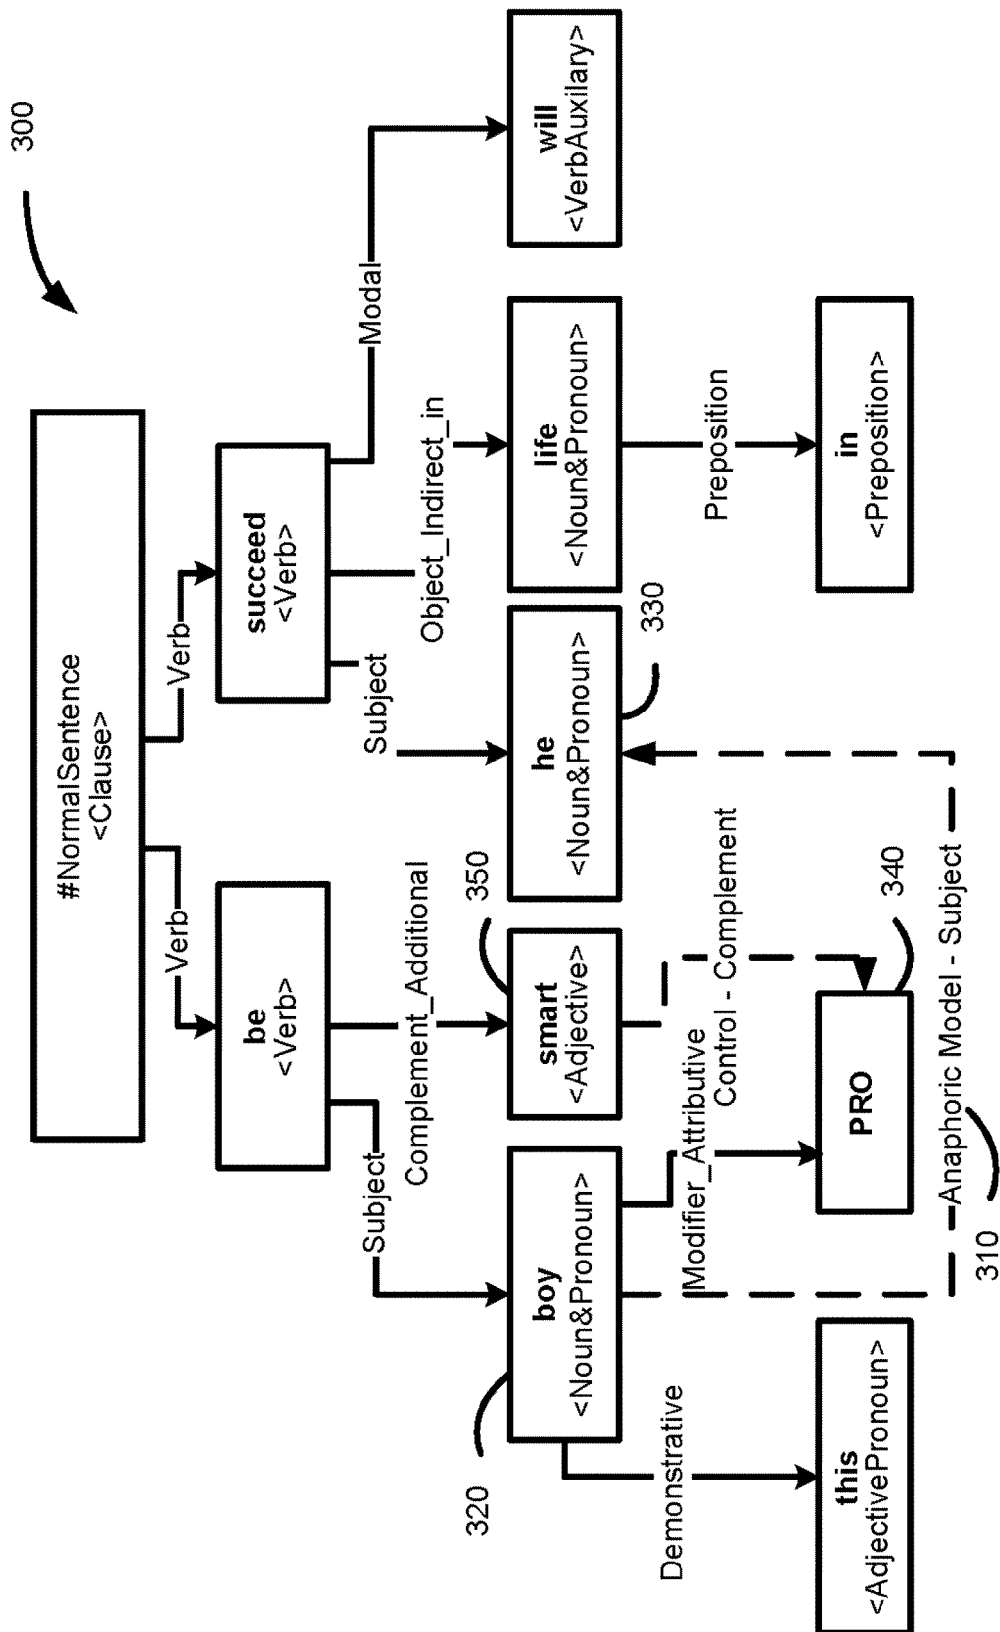 300
#NormalSentence
<Clause>
Verb
Verb
be
<Verb>
succeed
<Verb>
Subject
Complement_Additional
Subject
Object_Indirect_in
Modal
320
boy
<Noun&Pronoun>
350
smart
<Adjective>
he
<Noun&Pronoun>
330
life
<Noun&Pronoun>
will
<VerbAuxilary>
Demonstrative
Modifier_Attributive
Control - Complement
Preposition
this
<AdjectivePronoun>
PRO
340
in
<Preposition>
Anaphoric Model - Subject
310